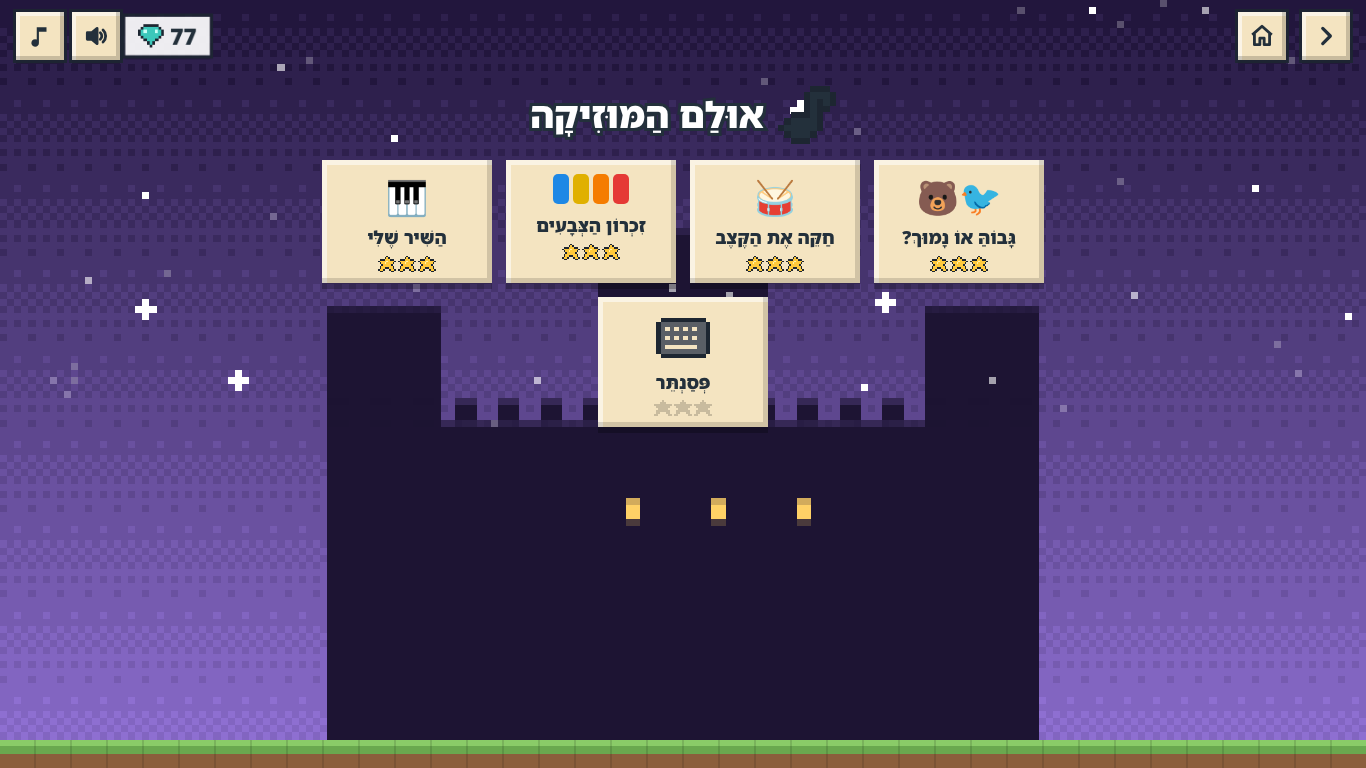 77
אוּלַם הַמּוּזִיקָה
גָּבוֹהַּ אוֹ נָמוּךְ?
חַקֵּה אֶת הַקֶּצֶב
זִכְרוֹן הַצְּבָעִים
הַשִּׁיר שֶׁלִּי
פְּסַנְתֵּר